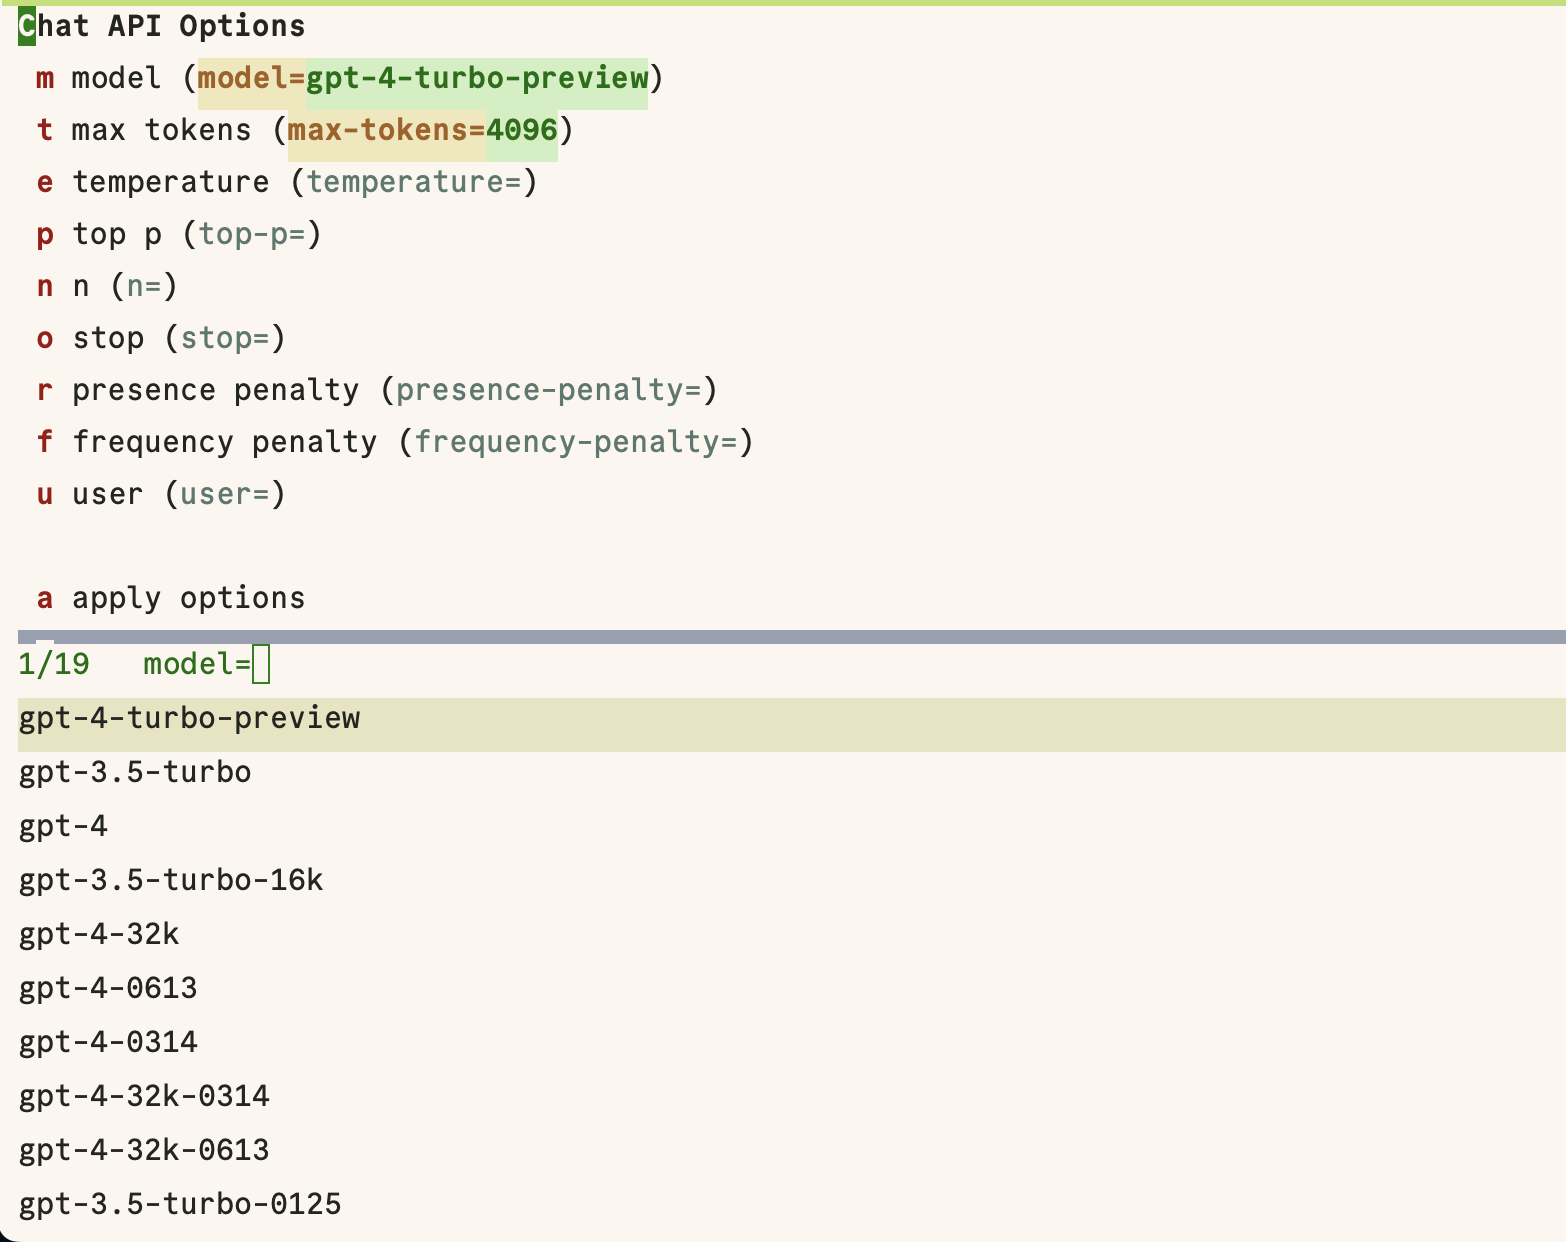 Chat API Options
m model (model=gpt-4-turbo-preview)
t max tokens (max-tokens=4096)
e temperature (temperature=)
p top p (top-p=)
n n (n=)
o stop (stop=)
r presence penalty (presence-penalty=)
f frequency penalty (frequency-penalty=)
u user (user=)
a apply options
1/19 model=
gpt-4-turbo-preview
gpt-3.5-turbo
gpt-4
gpt-3.5-turbo-16k
gpt-4-32k
gpt-4-0613
gpt-4-0314
gpt-4-32k-0314
gpt-4-32k-0613
gpt-3.5-turbo-0125